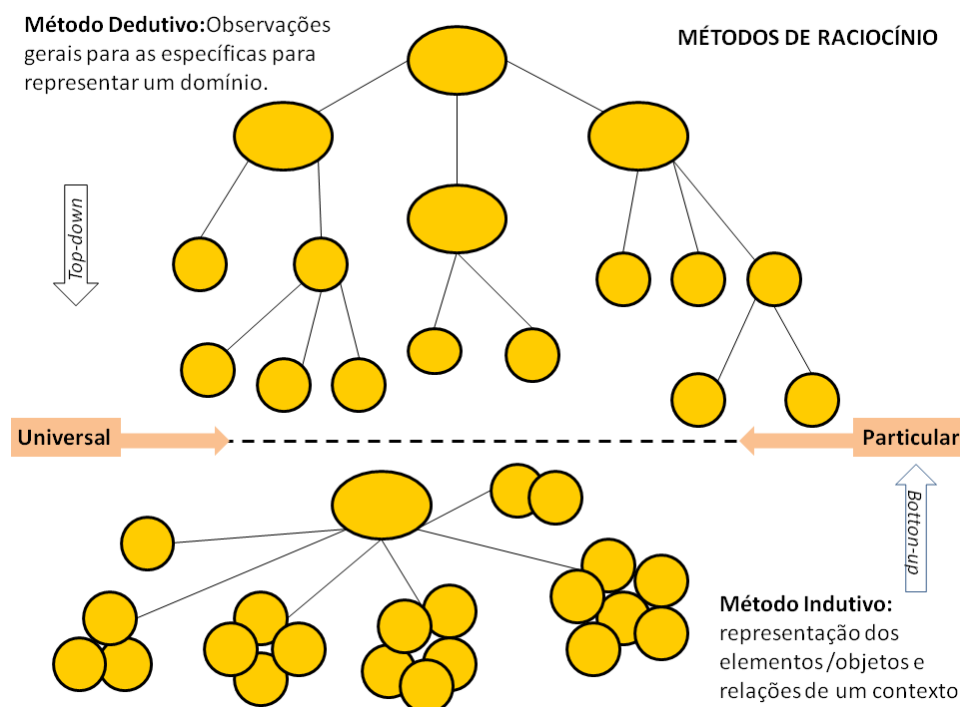 Método Dedutivo:Observações
gerais para as específicas para
representar um domínio.
MÉTODOS DE RACIOCÍNIO
Top-down
Universal
Particular
Botton-up
Método Indutivo:
representação dos
elementos/objetos e
relações de um contexto